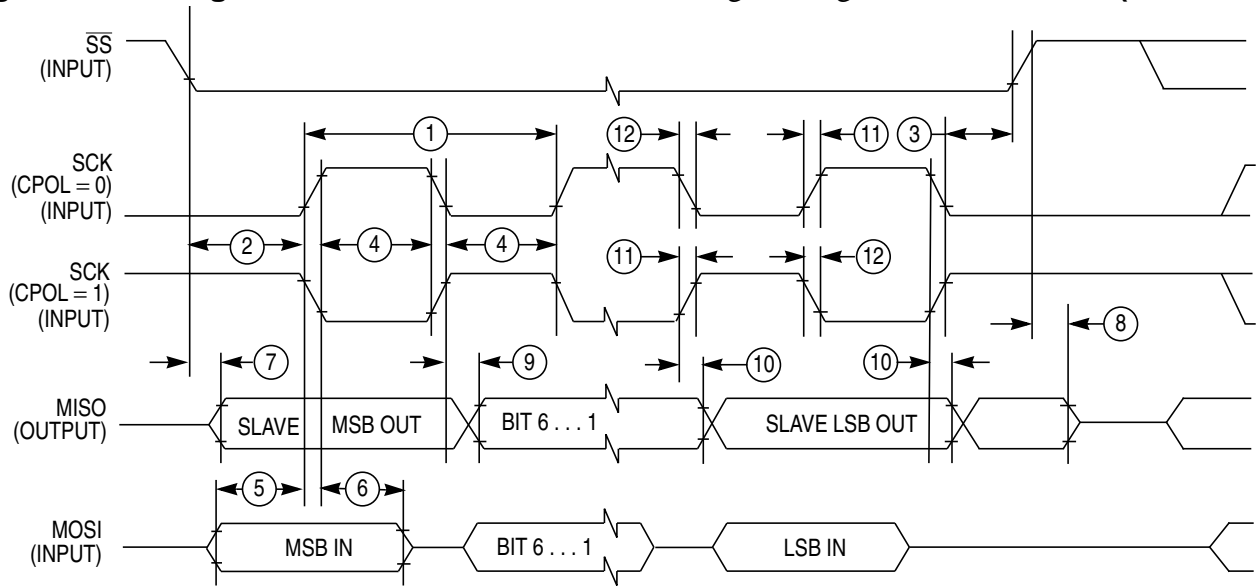 SS
(INPUT)
1
12
11
3
SCK
(CPOL = 0)
(INPUT)
2
4
4
11
12
SCK
(CPOL = 1)
(INPUT)
7
9
10
10
8
MISO
(OUTPUT)
SLAVE MSB OUT
BIT 6 . . . 1
SLAVE LSB OUT
5
6
MOSI
(INPUT)
MSB IN
BIT 6 . . . 1
LSB IN